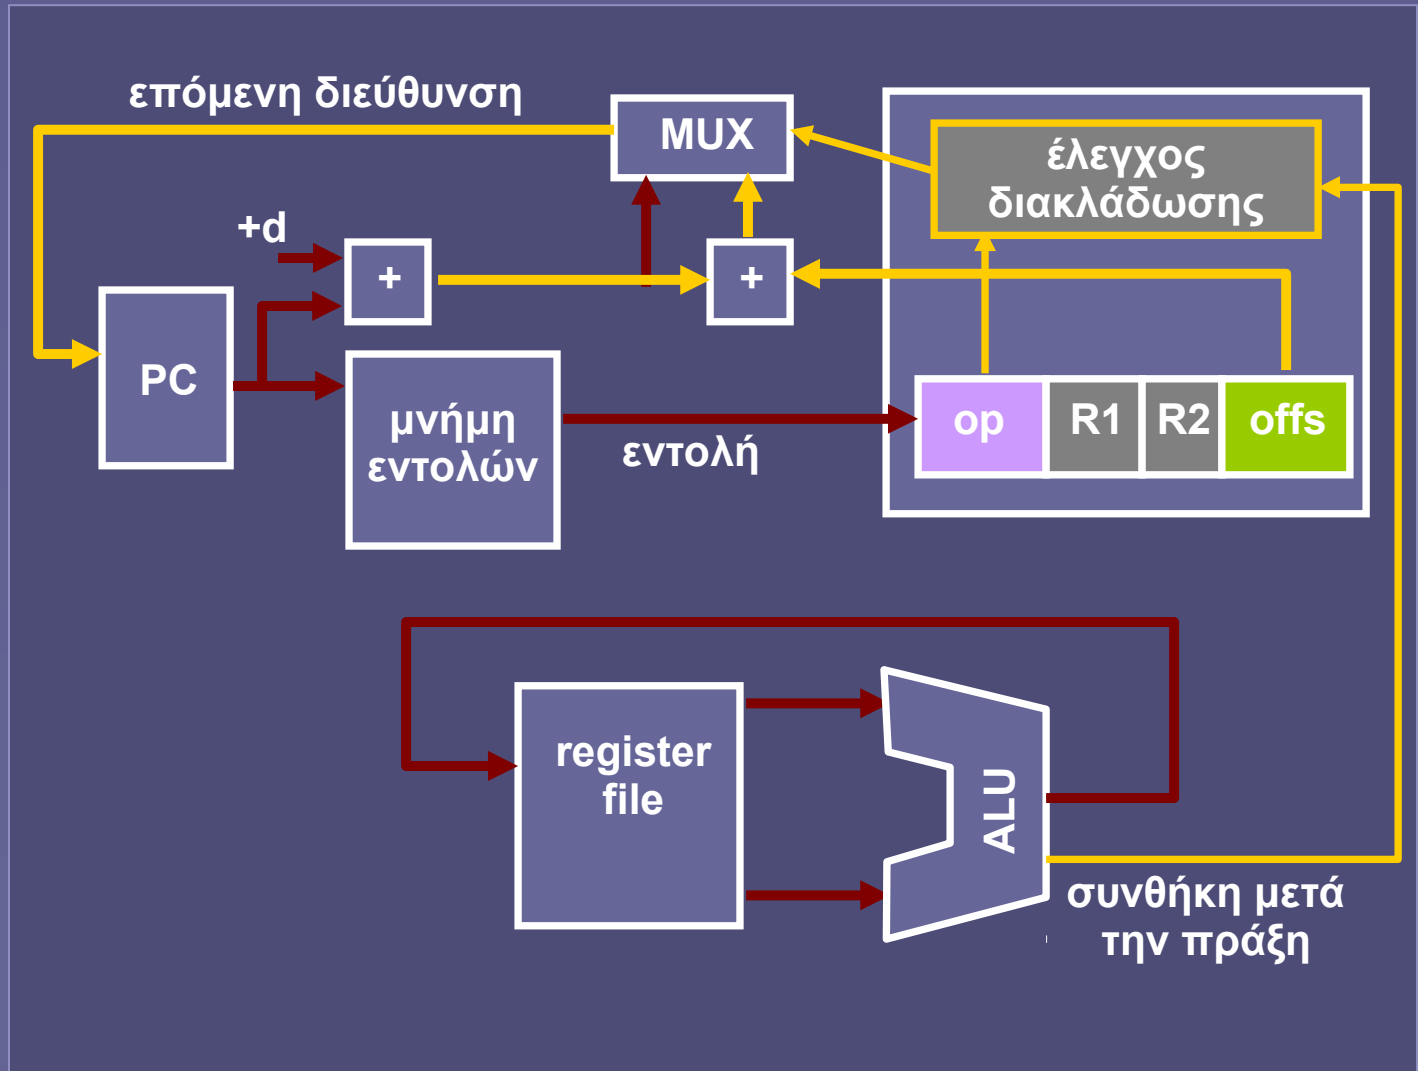 επόμενη διεύθυνση
MUX
έλεγχος
διακλάδωσης
+d
+
+
PC
μνήμη
εντολών
εντολή
op R1 R2 offs
register
file
ALU
συνθήκη μετά
την πράξη